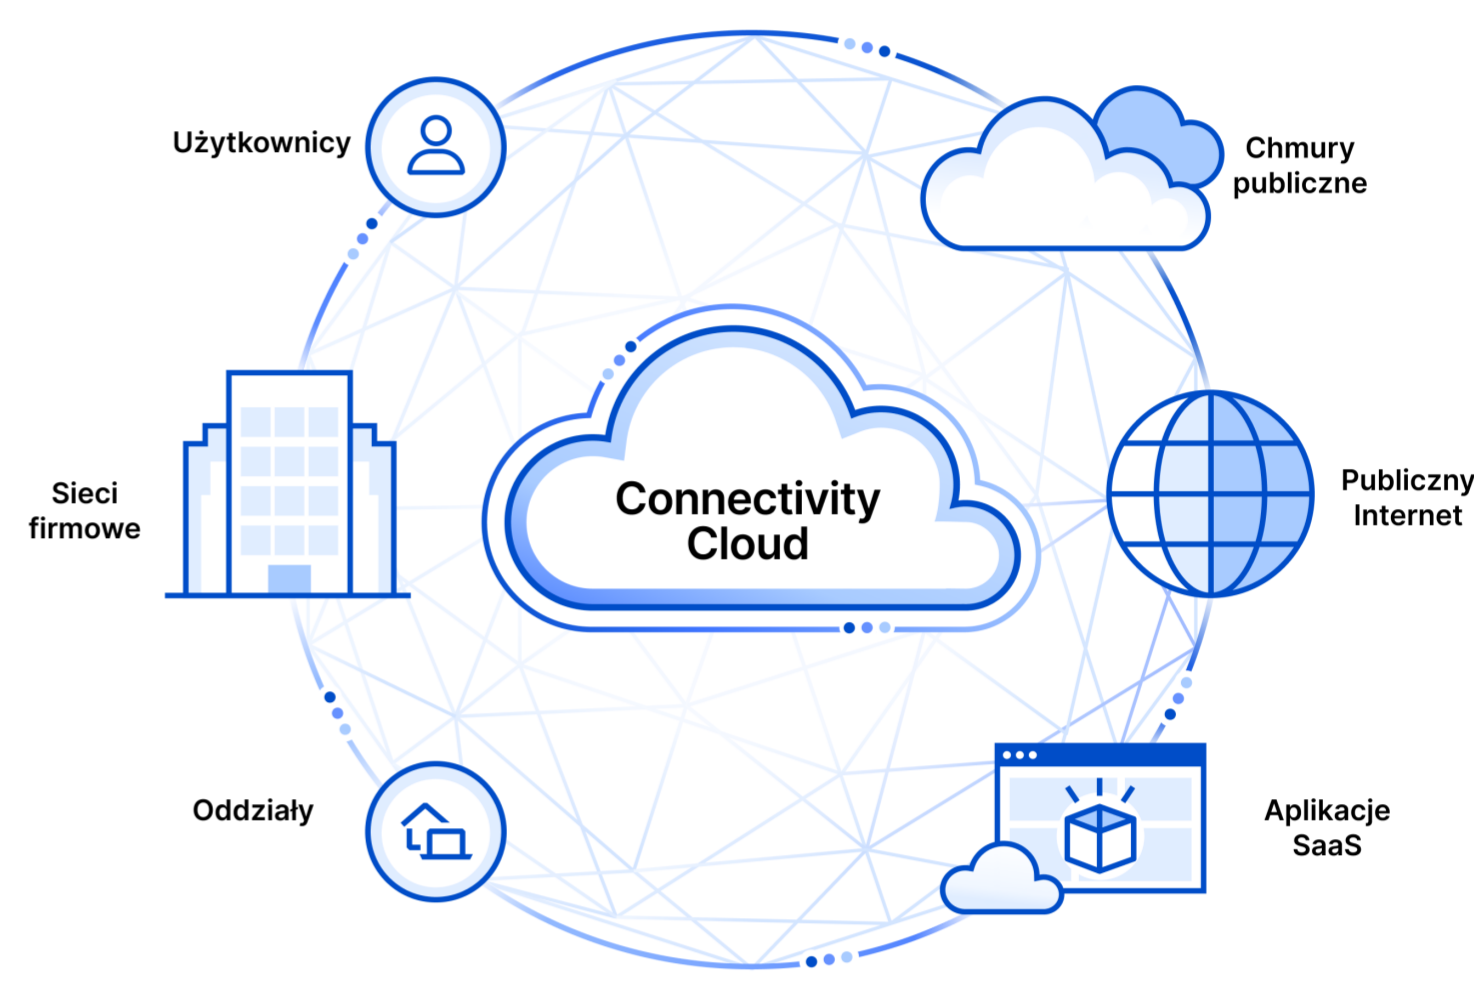 Użytkownicy
Chmury
publiczne
Sieci
firmowe
Connectivity
Cloud
Publiczny
Internet
Oddziały
Aplikacje
SaaS